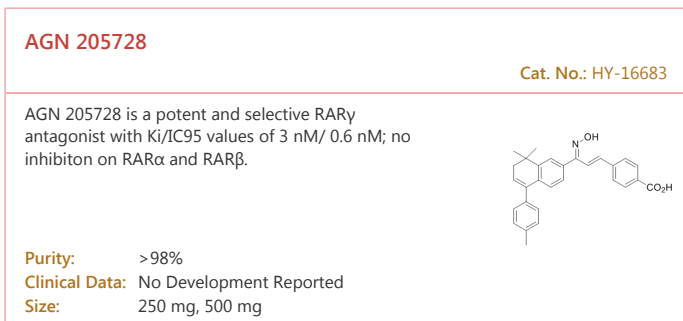 AGN 205728
Cat. No.: HY-16683
AGN 205728 is a potent and selective RARγ
antagonist with Ki/IC95 values of 3 nM/ 0.6 nM; no
inhibiton on RARα and RARβ.
N OH
CO₂H
Purity: >98%
Clinical Data: No Development Reported
Size: 250 mg, 500 mg